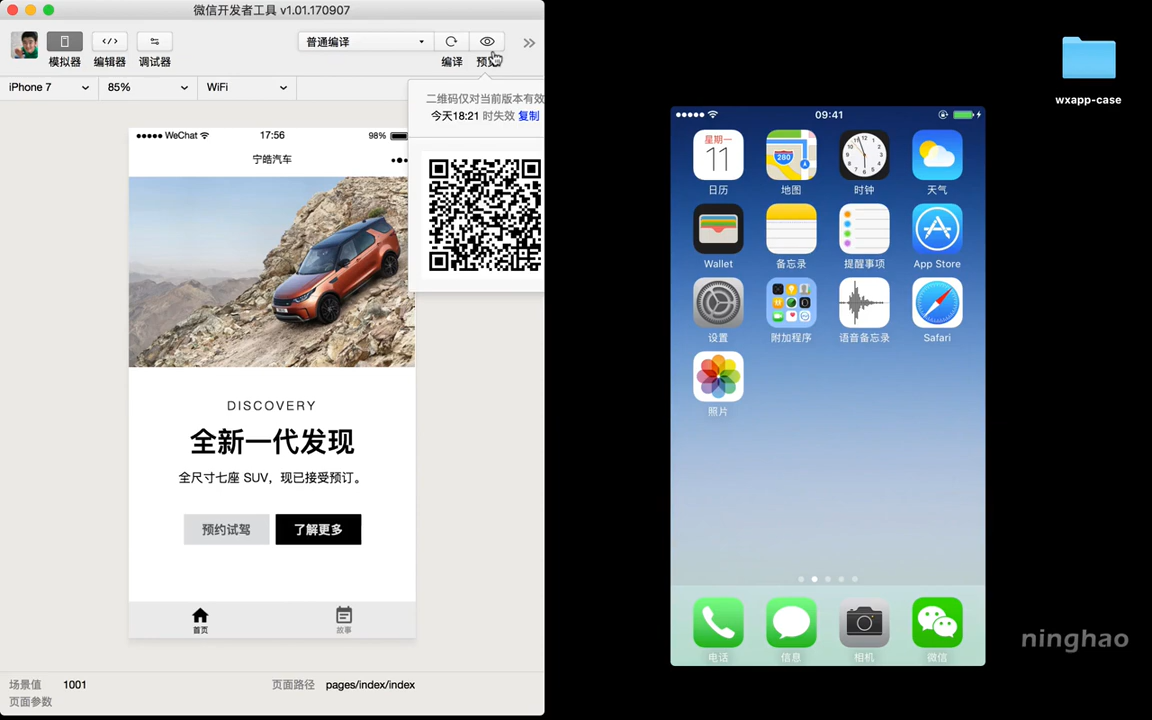 微信开发者工具 v1.01.170907
模拟器
编辑器
调试器
普通编译
编译
预览
iPhone 7
85%
WiFi
二维码仅对当前版本有效
今天18:21 时失效 复制
WeChat
17:56
98%
宁皓汽车
DISCOVERY
全新一代发现
全尺寸七座 SUV，现已接受预订。
预约试驾
了解更多
首页
故事
场景值
1001
页面路径
pages/index/index
页面参数
09:41
星期一
11
日历
280
地图
时钟
天气
Wallet
备忘录
提醒事项
App Store
设置
附加程序
语音备忘录
Safari
照片
电话
信息
相机
微信
wxapp-case
ninghao